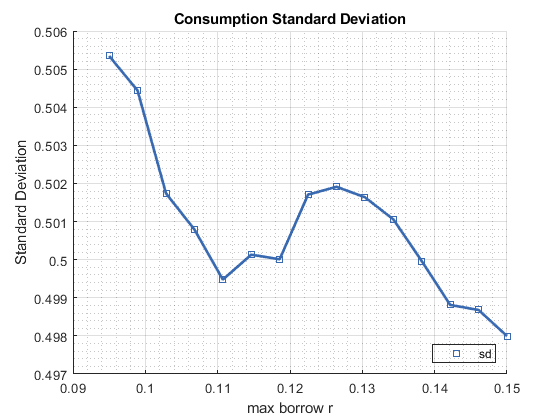 Consumption Standard Deviation
0.506
0.505
0.504
0.503
0.502
0.501
0.5
0.499
0.498
0.497
Standard Deviation
sd
0.09 0.1 0.11 0.12 0.13 0.14 0.15
max borrow r